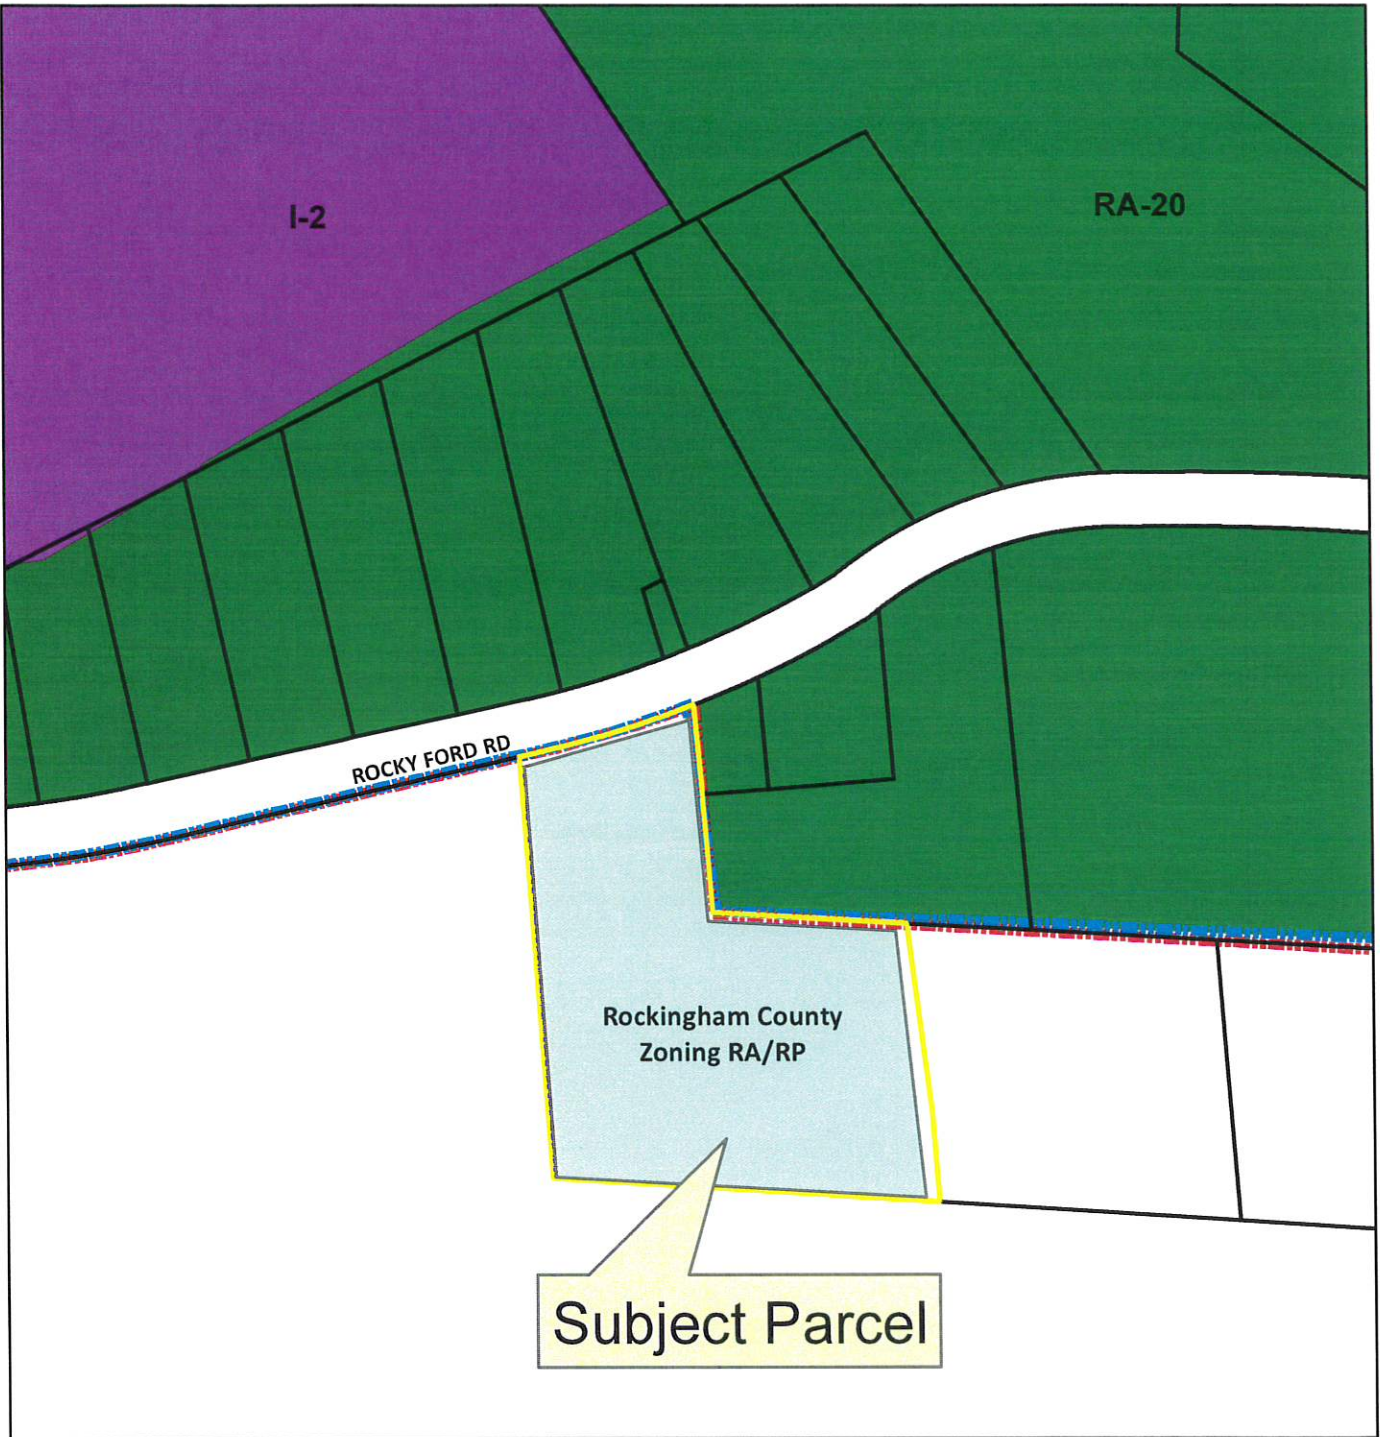 I-2
RA-20
ROCKY FORD RD
Rockingham County
Zoning RA/RP
Subject Parcel